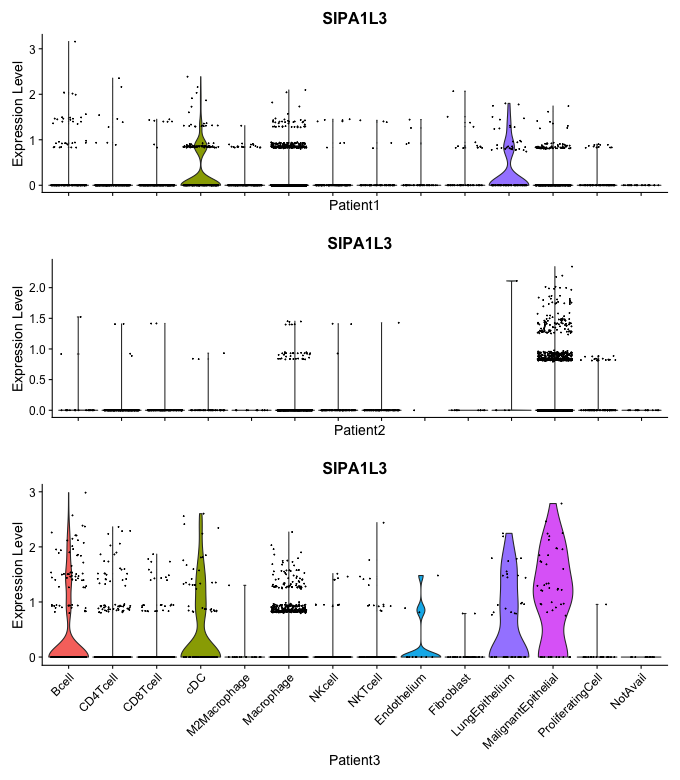 SIPA1L3
Expression Level
3
2
1
0
Patient1
SIPA1L3
Expression Level
2.0
1.5
1.0
0.5
0.0
Patient2
SIPA1L3
Expression Level
3
2
1
0
Bcell
CD4Tcell
CD8Tcell
cDC
M2Macrophage
Macrophage
NKcell
NKTcell
Endothelium
Fibroblast
LungEpithelium
MalignantEpithelial
ProliferatingCell
NotAvail
Patient3